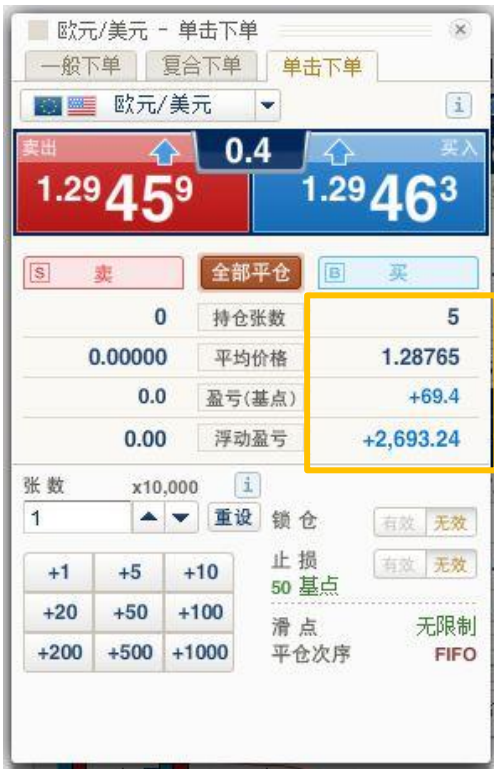 欧元/美元 - 单击下单
一般下单 复合下单 单击下单
欧元/美元
卖出 0.4 买入
1.29459 1.29463
S 卖 全部平仓 B 买
0 持仓张数 5
0.00000 平均价格 1.28765
0.0 盈亏(基点) +69.4
0.00 浮动盈亏 +2,693.24
张 数 x10,000
1 重设 锁 仓 有效 无效
+1 +5 +10 止 损 有效 无效
50 基点
+20 +50 +100 滑 点 无限制
+200 +500 +1000 平仓次序 FIFO